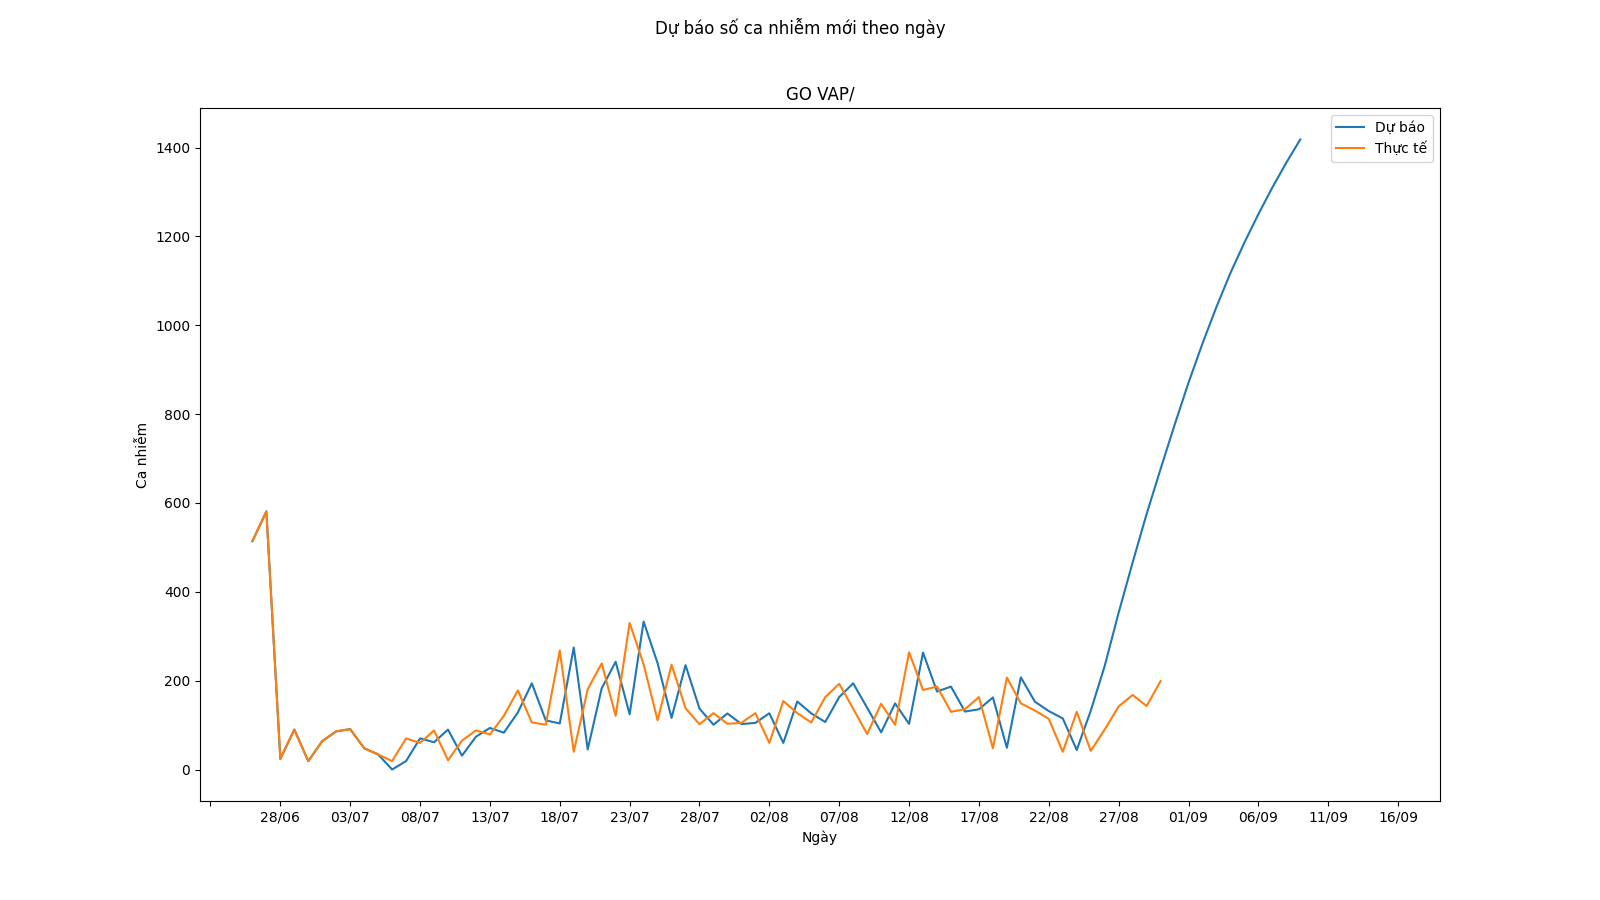 Dự báo số ca nhiễm mới theo ngày
GO VAP/
Dự báo
Thực tế
1400
1200
1000
800
600
400
200
0
Ca nhiễm
28/06 03/07 08/07 13/07 18/07 23/07 28/07 02/08 07/08 12/08 17/08 22/08 27/08 01/09 06/09 11/09 16/09
Ngày